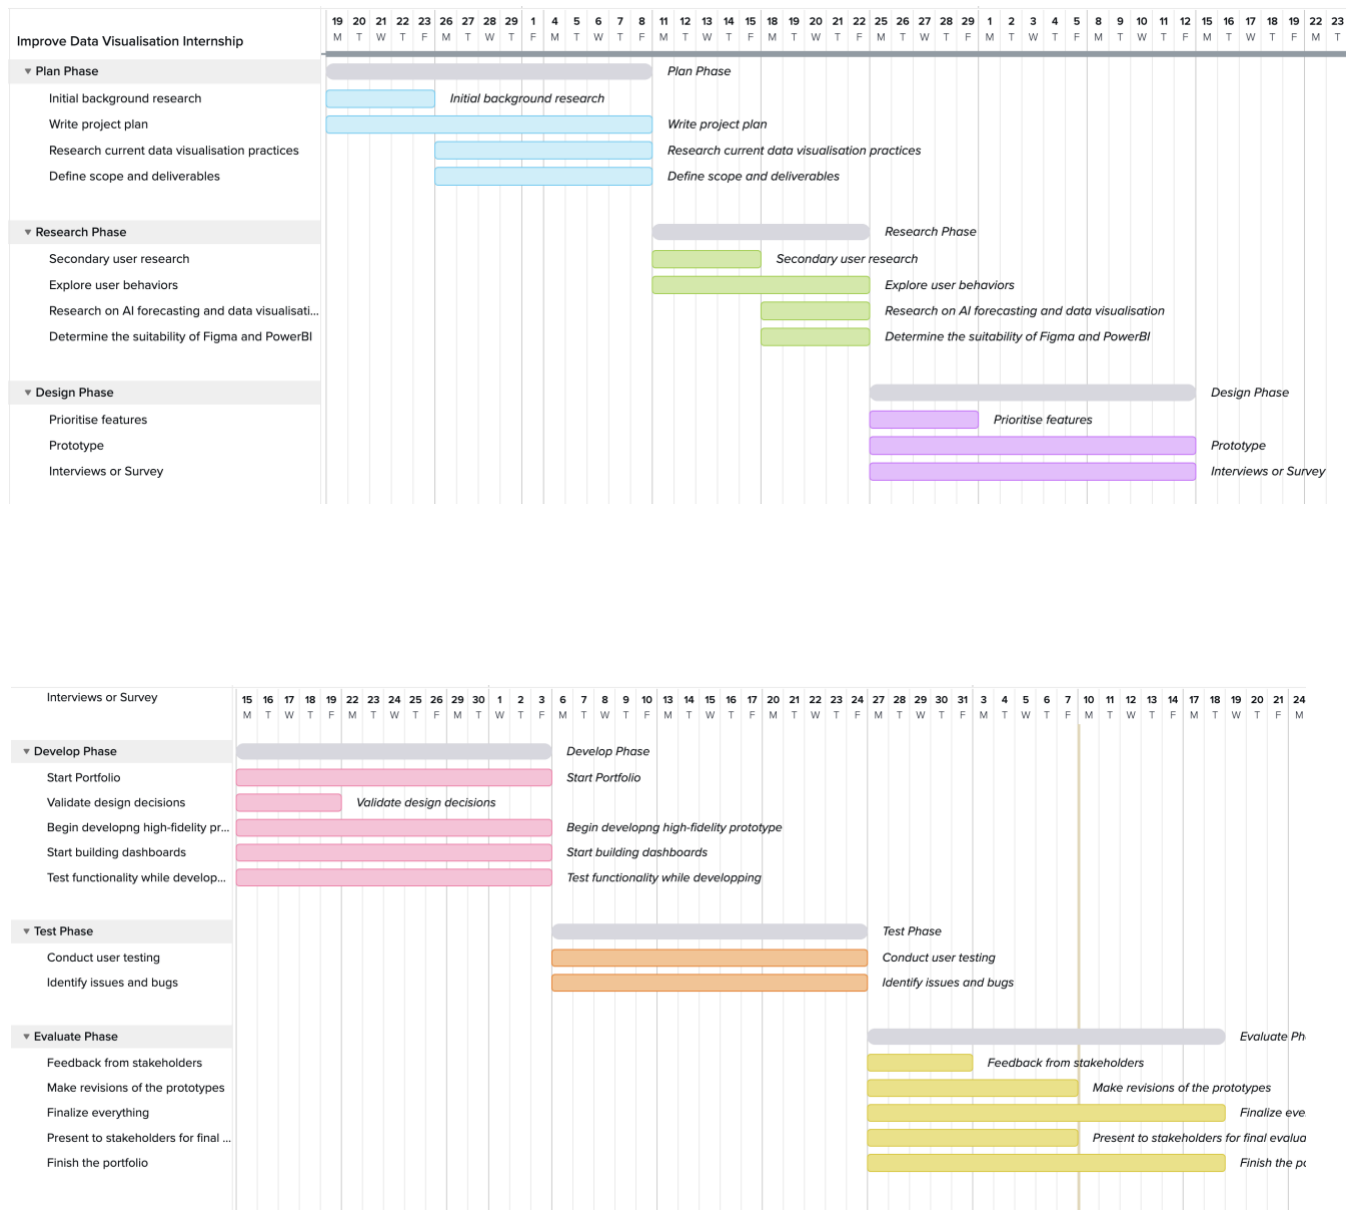 19 20 21 22 23 26 27 28 29 1 4 5 6 7 8 11 12 13 14 15 18 19 20 21 22 25 26 27 28 29 1 2 3 4 5 8 9 10 11 12 15 16 17 18 19 22 23
M T W T F M T W T F M T W T F M T W T F M T W T F M T W T F M T W T F M T W T F M T W T F M T
Improve Data Visualisation Internship
Plan Phase Plan Phase
Initial background research Initial background research
Write project plan Write project plan
Research current data visualisation practices Research current data visualisation practices
Define scope and deliverables Define scope and deliverables
Research Phase Research Phase
Secondary user research Secondary user research
Explore user behaviors Explore user behaviors
Research on AI forecasting and data visualisati... Research on AI forecasting and data visualisation
Determine the suitability of Figma and PowerBI Determine the suitability of Figma and PowerBI
Design Phase Design Phase
Prioritise features Prioritise features
Prototype Prototype
Interviews or Survey Interviews or Survey
Interviews or Survey 15 16 17 18 19 22 23 24 25 26 29 30 1 2 3 6 7 8 9 10 13 14 15 16 17 20 21 22 23 24 27 28 29 30 31 3 4 5 6 7 10 11 12 13 14 17 18 19 20 21 24
M T W T F M T W T F M T W T F M T W T F M T W T F M T W T F M T W T F M T W T F M T W T F M T W T F M
Develop Phase Develop Phase
Start Portfolio Start Portfolio
Validate design decisions Validate design decisions
Begin developng high-fidelity pr... Begin developng high-fidelity prototype
Start building dashboards Start building dashboards
Test functionality while develop... Test functionality while developping
Test Phase Test Phase
Conduct user testing Conduct user testing
Identify issues and bugs Identify issues and bugs
Evaluate Phase Evaluate Ph
Feedback from stakeholders Feedback from stakeholders
Make revisions of the prototypes Make revisions of the prototypes
Finalize everything Finalize eve
Present to stakeholders for final ... Present to stakeholders for final evalua
Finish the portfolio Finish the po